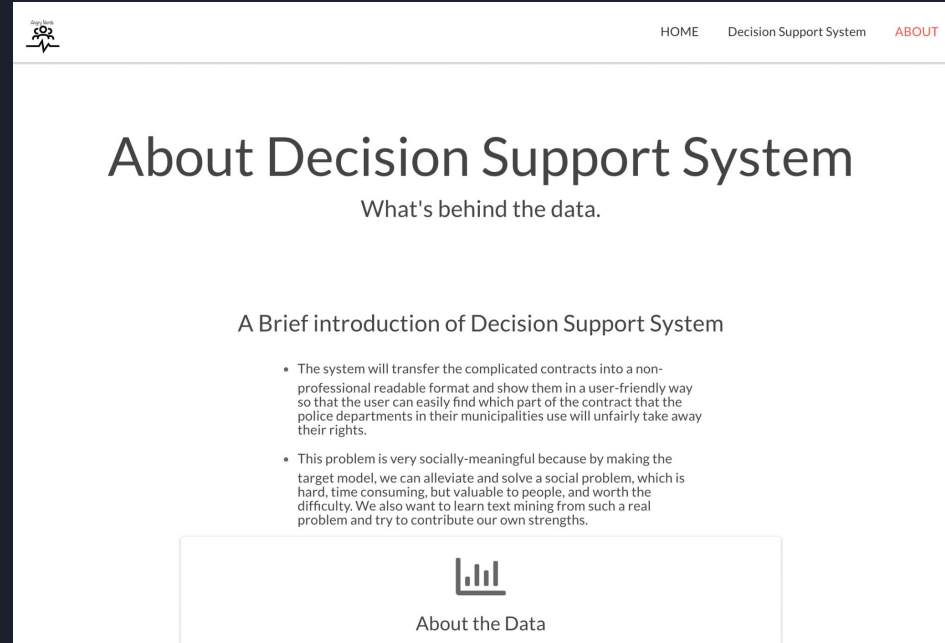 Angry Nerds
HOME Decision Support System ABOUT
About Decision Support System
What's behind the data.
A Brief introduction of Decision Support System
• The system will transfer the complicated contracts into a non-
professional readable format and show them in a user-friendly way
so that the user can easily find which part of the contract that the
police departments in their municipalities use will unfairly take away
their rights.
• This problem is very socially-meaningful because by making the
target model, we can alleviate and solve a social problem, which is
hard, time consuming, but valuable to people, and worth the
difficulty. We also want to learn text mining from such a real
problem and try to contribute our own strengths.
About the Data